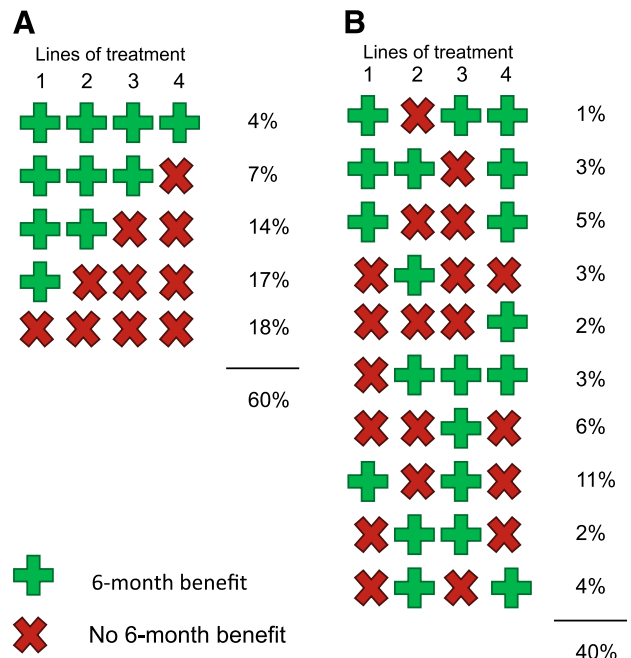 A
Lines of treatment
1 2 3 4
4%
7%
14%
17%
18%
60%
6-month benefit
No 6-month benefit
B
Lines of treatment
1 2 3 4
1%
3%
5%
3%
2%
3%
6%
11%
2%
4%
40%